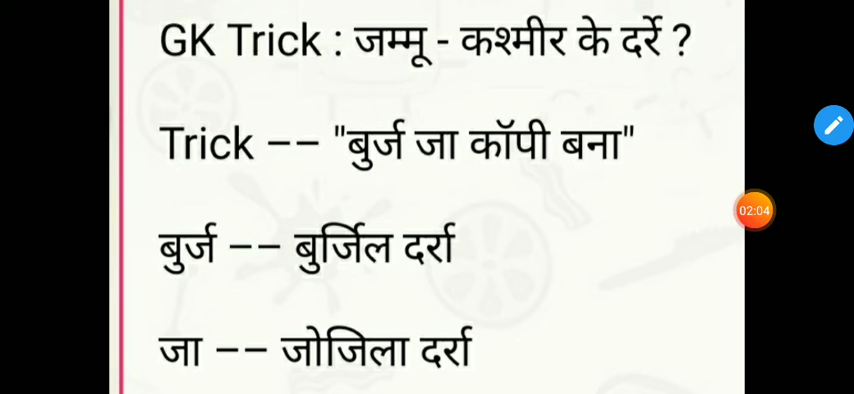 GK Trick : जम्मू - कश्मीर के दर्रे ?
Trick –– "बुर्ज जा कॉपी बना"
02:04
बुर्ज –– बुर्जिल दर्रा
जा –– जोजिला दर्रा